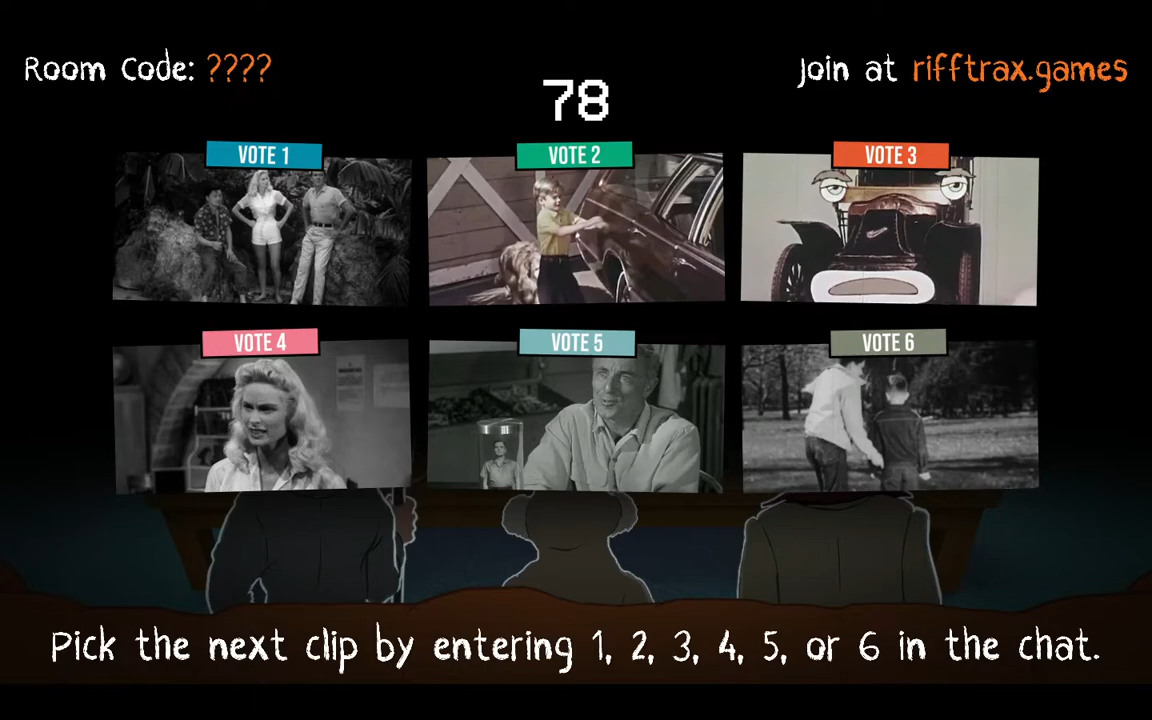 Room Code: ????
78
Join at rifftrax.games
VOTE 1
VOTE 2
VOTE 3
VOTE 4
VOTE 5
VOTE 6
Pick the next clip by entering 1, 2, 3, 4, 5, or 6 in the chat.